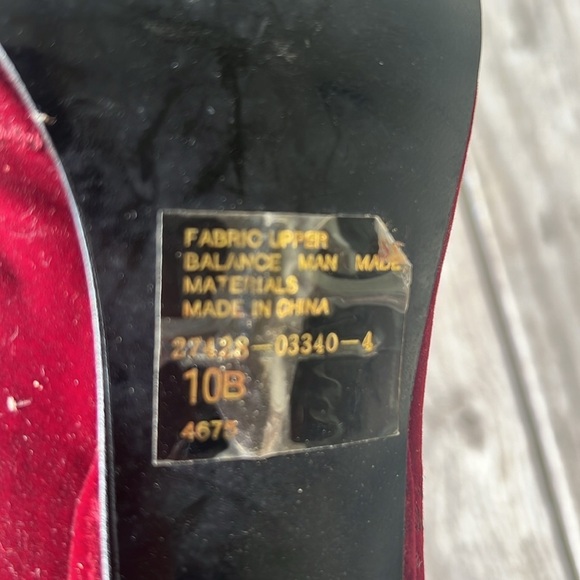 FABRIC UPPER
BALANCE MAN MADE
MATERIALS
MADE IN CHINA
27428-03340-4
10B